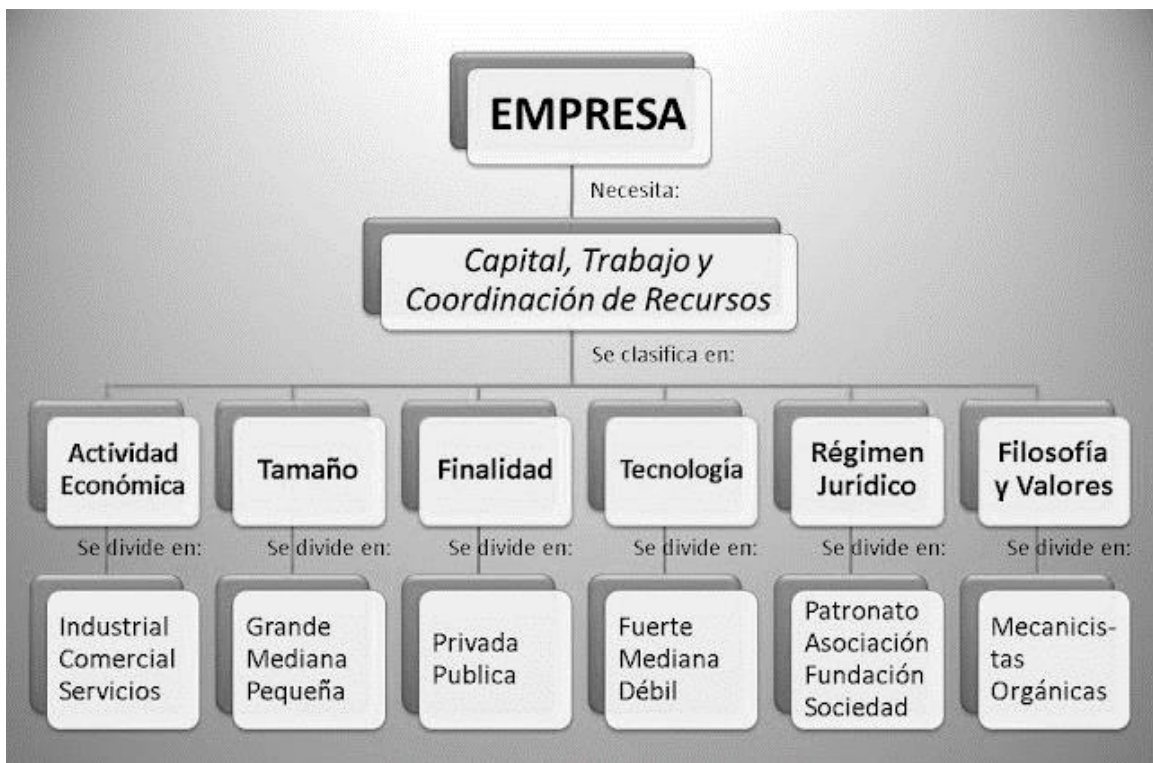 EMPRESA
Necesita:
Capital, Trabajo y
Coordinación de Recursos
Se clasifica en:
Actividad
Económica
Tamaño
Finalidad
Tecnología
Régimen
Jurídico
Filosofía
y Valores
Se divide en:
Se divide en:
Se divide en:
Se divide en:
Se divide en:
Se divide en:
Industrial
Comercial
Servicios
Grande
Mediana
Pequeña
Privada
Publica
Fuerte
Mediana
Débil
Patronato
Asociación
Fundación
Sociedad
Mecanicis-
tas
Orgánicas